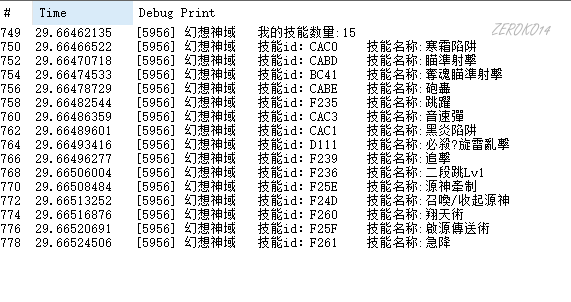 # Time Debug Print
ZEROKO14
749 29.66462135 [5956] 幻想神域 我的技能数量:15
750 29.66466522 [5956] 幻想神域 技能id: CAC0 技能名称:寒霜陷阱
752 29.66470718 [5956] 幻想神域 技能id: CABD 技能名称:瞄準射擊
754 29.66474533 [5956] 幻想神域 技能id: BC41 技能名称:奪魂瞄準射擊
756 29.66478729 [5956] 幻想神域 技能id: CABE 技能名称:砲轟
758 29.66482544 [5956] 幻想神域 技能id: F235 技能名称:跳躍
760 29.66486359 [5956] 幻想神域 技能id: CAC3 技能名称:音速彈
762 29.66489601 [5956] 幻想神域 技能id: CAC1 技能名称:黑炎陷阱
764 29.66493416 [5956] 幻想神域 技能id: D111 技能名称:必殺?旋雷亂擊
766 29.66496277 [5956] 幻想神域 技能id: F239 技能名称:追擊
768 29.66506004 [5956] 幻想神域 技能id: F236 技能名称:二段跳Lv1
770 29.66508484 [5956] 幻想神域 技能id: F25E 技能名称:源神牽制
772 29.66513252 [5956] 幻想神域 技能id: F24D 技能名称:召喚/收起源神
774 29.66516876 [5956] 幻想神域 技能id: F260 技能名称:翔天術
776 29.66520691 [5956] 幻想神域 技能id: F25F 技能名称:啟源傳送術
778 29.66524506 [5956] 幻想神域 技能id: F261 技能名称:急降